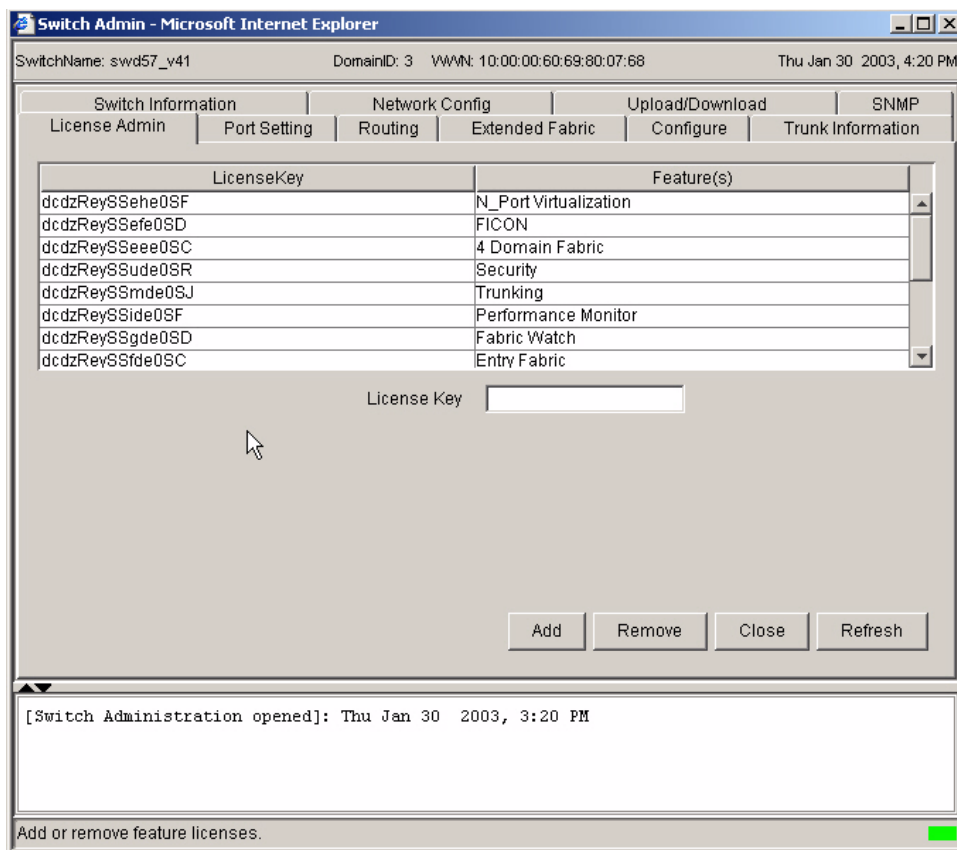 Switch Admin - Microsoft Internet Explorer
SwitchName: swd57_v41 DomainID: 3 WWN: 10:00:00:60:69:80:07:68 Thu Jan 30 2003, 4:20 PM
Switch Information Network Config Upload/Download SNMP
License Admin Port Setting Routing Extended Fabric Configure Trunk Information
LicenseKey Feature(s)
dcdzReySSehe0SF N_Port Virtualization
dcdzReySSefe0SD FICON
dcdzReySSeee0SC 4 Domain Fabric
dcdzReySSude0SR Security
dcdzReySSmde0SJ Trunking
dcdzReySSide0SF Performance Monitor
dcdzReySSgde0SD Fabric Watch
dcdzReySSfde0SC Entry Fabric
License Key
Add Remove Close Refresh
[Switch Administration opened]: Thu Jan 30 2003, 3:20 PM
Add or remove feature licenses.